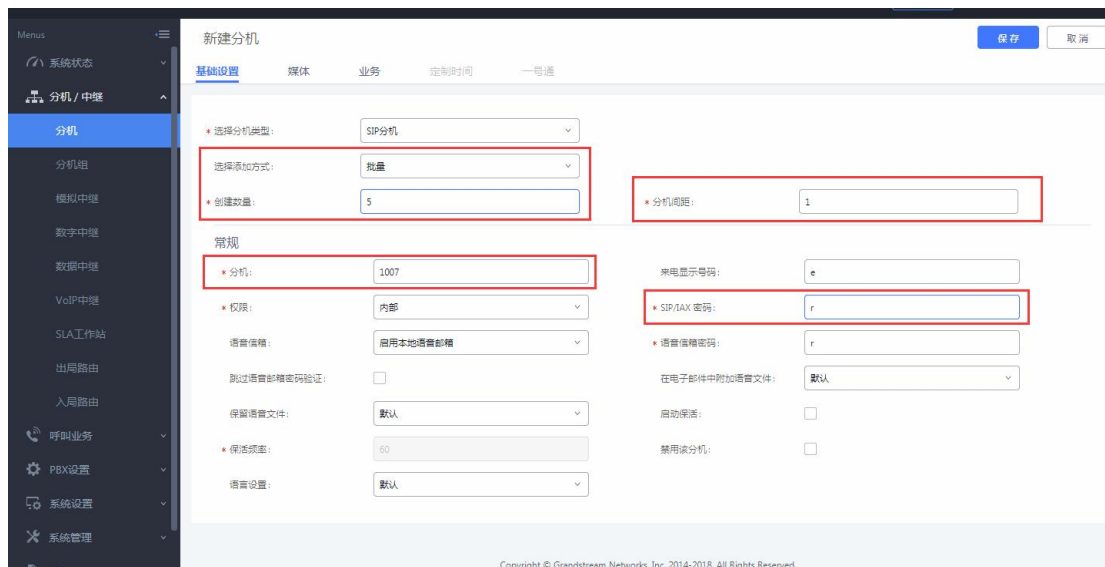 Menus
新建分机
保存
取消
系统状态
基础设置
媒体
业务
定制时间
一号通
分机 / 中继
分机
* 选择分机类型:
SIP分机
分机组
选择添加方式:
批量
模拟中继
* 创建数量:
5
* 分机间距:
1
数字中继
常规
数据中继
* 分机:
1007
来电显示号码:
e
VoIP中继
* 权限:
内部
* SIP/IAX 密码:
r
SLA工作站
语音信箱:
启用本地语音邮箱
* 语音信箱密码:
r
出局路由
跳过语音邮箱密码验证:
在电子邮件中附加语音文件:
默认
入局路由
保留语音文件:
默认
启动保活:
呼叫业务
* 保活频率:
60
禁用该分机:
PBX设置
语言设置:
默认
系统设置
系统管理
Copyright © Grandstream Networks, Inc. 2014-2018. All Rights Reserved.